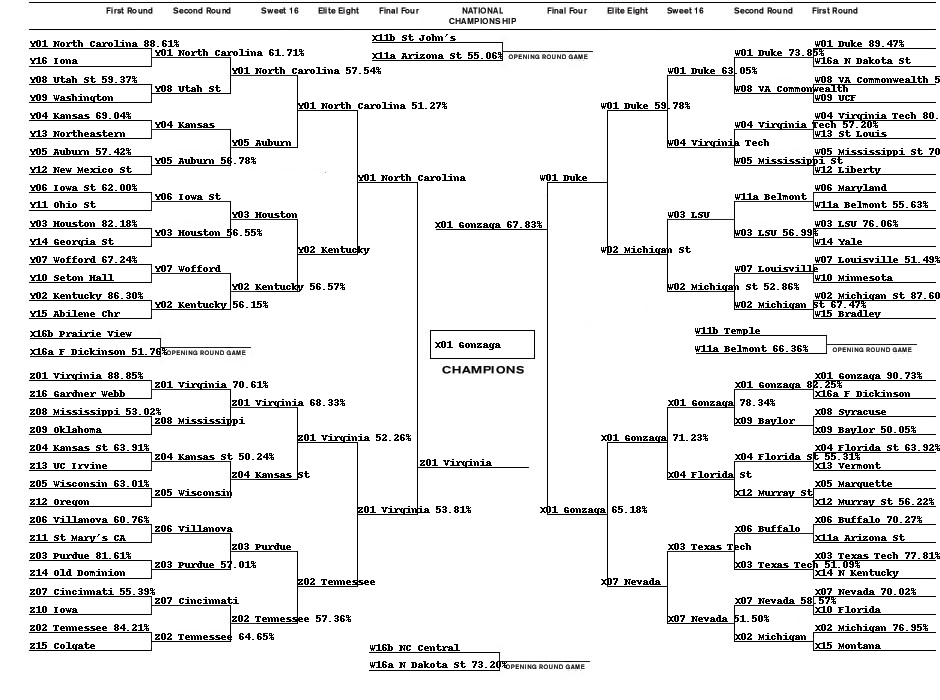 First Round Second Round Sweet 16 Elite Eight Final Four NATIONAL CHAMPIONSHIP Final Four Elite Eight Sweet 16 Second Round First Round
Y01 North Carolina 88.61%
Y16 Iona
Y08 Utah St 59.37%
Y09 Washington
Y04 Kansas 69.04%
Y13 Northeastern
Y05 Auburn 57.42%
Y12 New Mexico St
Y06 Iowa St 62.00%
Y11 Ohio St
Y03 Houston 82.18%
Y14 Georgia St
Y07 Wofford 67.24%
Y10 Seton Hall
Y02 Kentucky 86.30%
Y15 Abilene Chr
Y01 North Carolina 61.71%
Y08 Utah St
Y04 Kansas
Y05 Auburn 56.78%
Y06 Iowa St
Y03 Houston 56.55%
Y07 Wofford
Y02 Kentucky 56.15%
Y01 North Carolina 57.54%
Y05 Auburn
Y03 Houston
Y02 Kentucky 56.57%
Y01 North Carolina 51.27%
Y02 Kentucky
Y01 North Carolina
X16b Prairie View
X16a F Dickinson 51.76%
OPENING ROUND GAME
Z01 Virginia 88.85%
Z16 Gardner Webb
Z08 Mississippi 53.02%
Z09 Oklahoma
Z04 Kansas St 63.91%
Z13 UC Irvine
Z05 Wisconsin 63.01%
Z12 Oregon
Z06 Villanova 60.76%
Z11 St Mary's CA
Z03 Purdue 81.61%
Z14 Old Dominion
Z07 Cincinnati 55.39%
Z10 Iowa
Z02 Tennessee 84.21%
Z15 Colgate
Z01 Virginia 70.61%
Z08 Mississippi
Z04 Kansas St 50.24%
Z05 Wisconsin
Z06 Villanova
Z03 Purdue 57.01%
Z07 Cincinnati
Z02 Tennessee 64.65%
Z01 Virginia 68.33%
Z04 Kansas St
Z03 Purdue
Z02 Tennessee 57.36%
Z01 Virginia 52.26%
Z02 Tennessee
Z01 Virginia 53.81%
X11b St John's
X11a Arizona St 55.06%
OPENING ROUND GAME
X01 Gonzaga 67.83%
X01 Gonzaga
CHAMPIONS
Z01 Virginia
W16b NC Central
W16a N Dakota St 73.20%
OPENING ROUND GAME
W01 Duke
W01 Duke 59.78%
W02 Michigan St
W01 Duke 63.05%
W04 Virginia Tech
W03 LSU
W02 Michigan St 52.86%
W01 Duke 73.85%
W08 VA Commonwealth
W04 Virginia Tech 57.20%
W05 Mississippi St
W11a Belmont
W03 LSU 56.99%
W07 Louisville
W02 Michigan St 67.47%
W01 Duke 89.47%
W16a N Dakota St
W08 VA Commonwealth 5
W09 UCF
W04 Virginia Tech 80.
W13 St Louis
W05 Mississippi St 70
W12 Liberty
W06 Maryland
W11a Belmont 55.63%
W03 LSU 76.06%
W14 Yale
W07 Louisville 51.49%
W10 Minnesota
W02 Michigan St 87.60
W15 Bradley
W11b Temple
W11a Belmont 66.36%
OPENING ROUND GAME
X01 Gonzaga 65.18%
X01 Gonzaga 71.23%
X07 Nevada
X01 Gonzaga 78.34%
X04 Florida St
X03 Texas Tech
X07 Nevada 51.50%
X01 Gonzaga 82.25%
X09 Baylor
X04 Florida St 55.31%
X12 Murray St
X06 Buffalo
X03 Texas Tech 51.09%
X07 Nevada 58.57%
X02 Michigan
X01 Gonzaga 90.73%
X16a F Dickinson
X08 Syracuse
X09 Baylor 50.05%
X04 Florida St 63.92%
X13 Vermont
X05 Marquette
X12 Murray St 56.22%
X06 Buffalo 70.27%
X11a Arizona St
X03 Texas Tech 77.81%
X14 N Kentucky
X07 Nevada 70.02%
X10 Florida
X02 Michigan 76.95%
X15 Montana